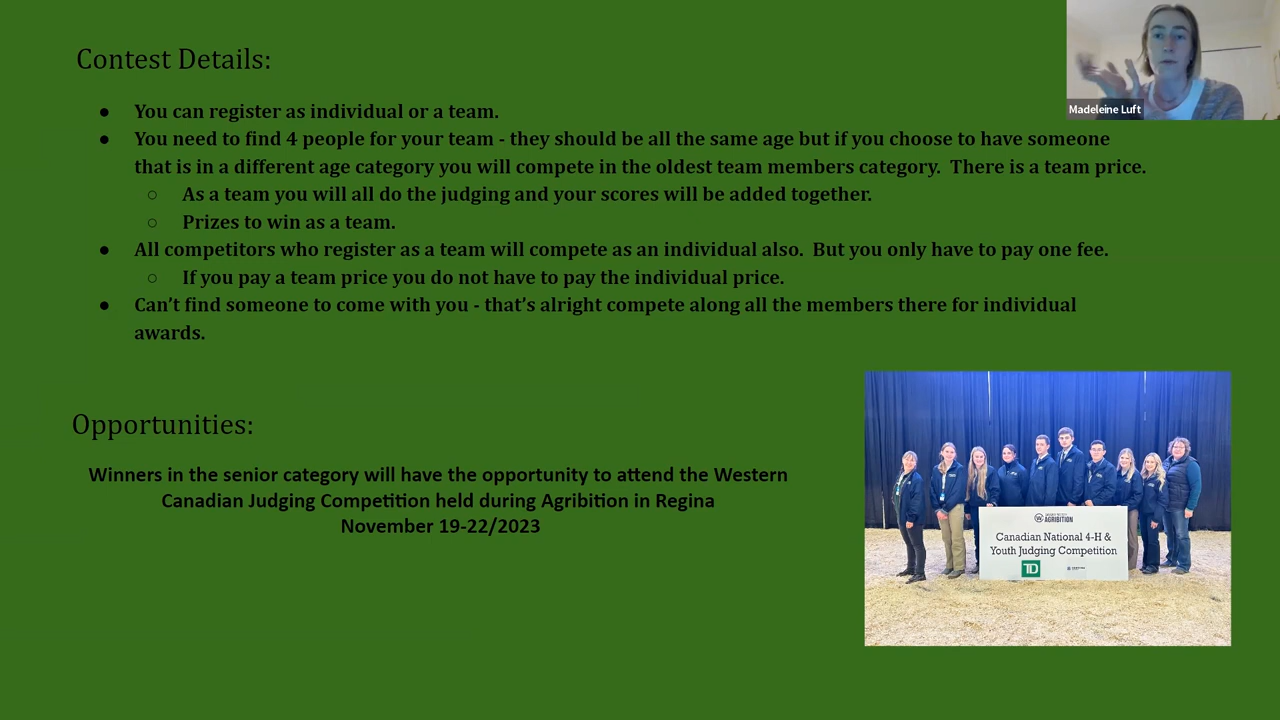 Contest Details:
● You can register as individual or a team.
● You need to find 4 people for your team - they should be all the same age but if you choose to have someone
that is in a different age category you will compete in the oldest team members category.  There is a team price.
○ As a team you will all do the judging and your scores will be added together.
○ Prizes to win as a team.
● All competitors who register as a team will compete as an individual also.  But you only have to pay one fee.
○ If you pay a team price you do not have to pay the individual price.
● Can’t find someone to come with you - that’s alright compete along all the members there for individual
awards.
Madeleine Luft
Opportunities:
Winners in the senior category will have the opportunity to attend the Western
Canadian Judging Competition held during Agribition in Regina
November 19-22/2023
AGRIBITION
Canadian National 4-H &
Youth Judging Competition
TD